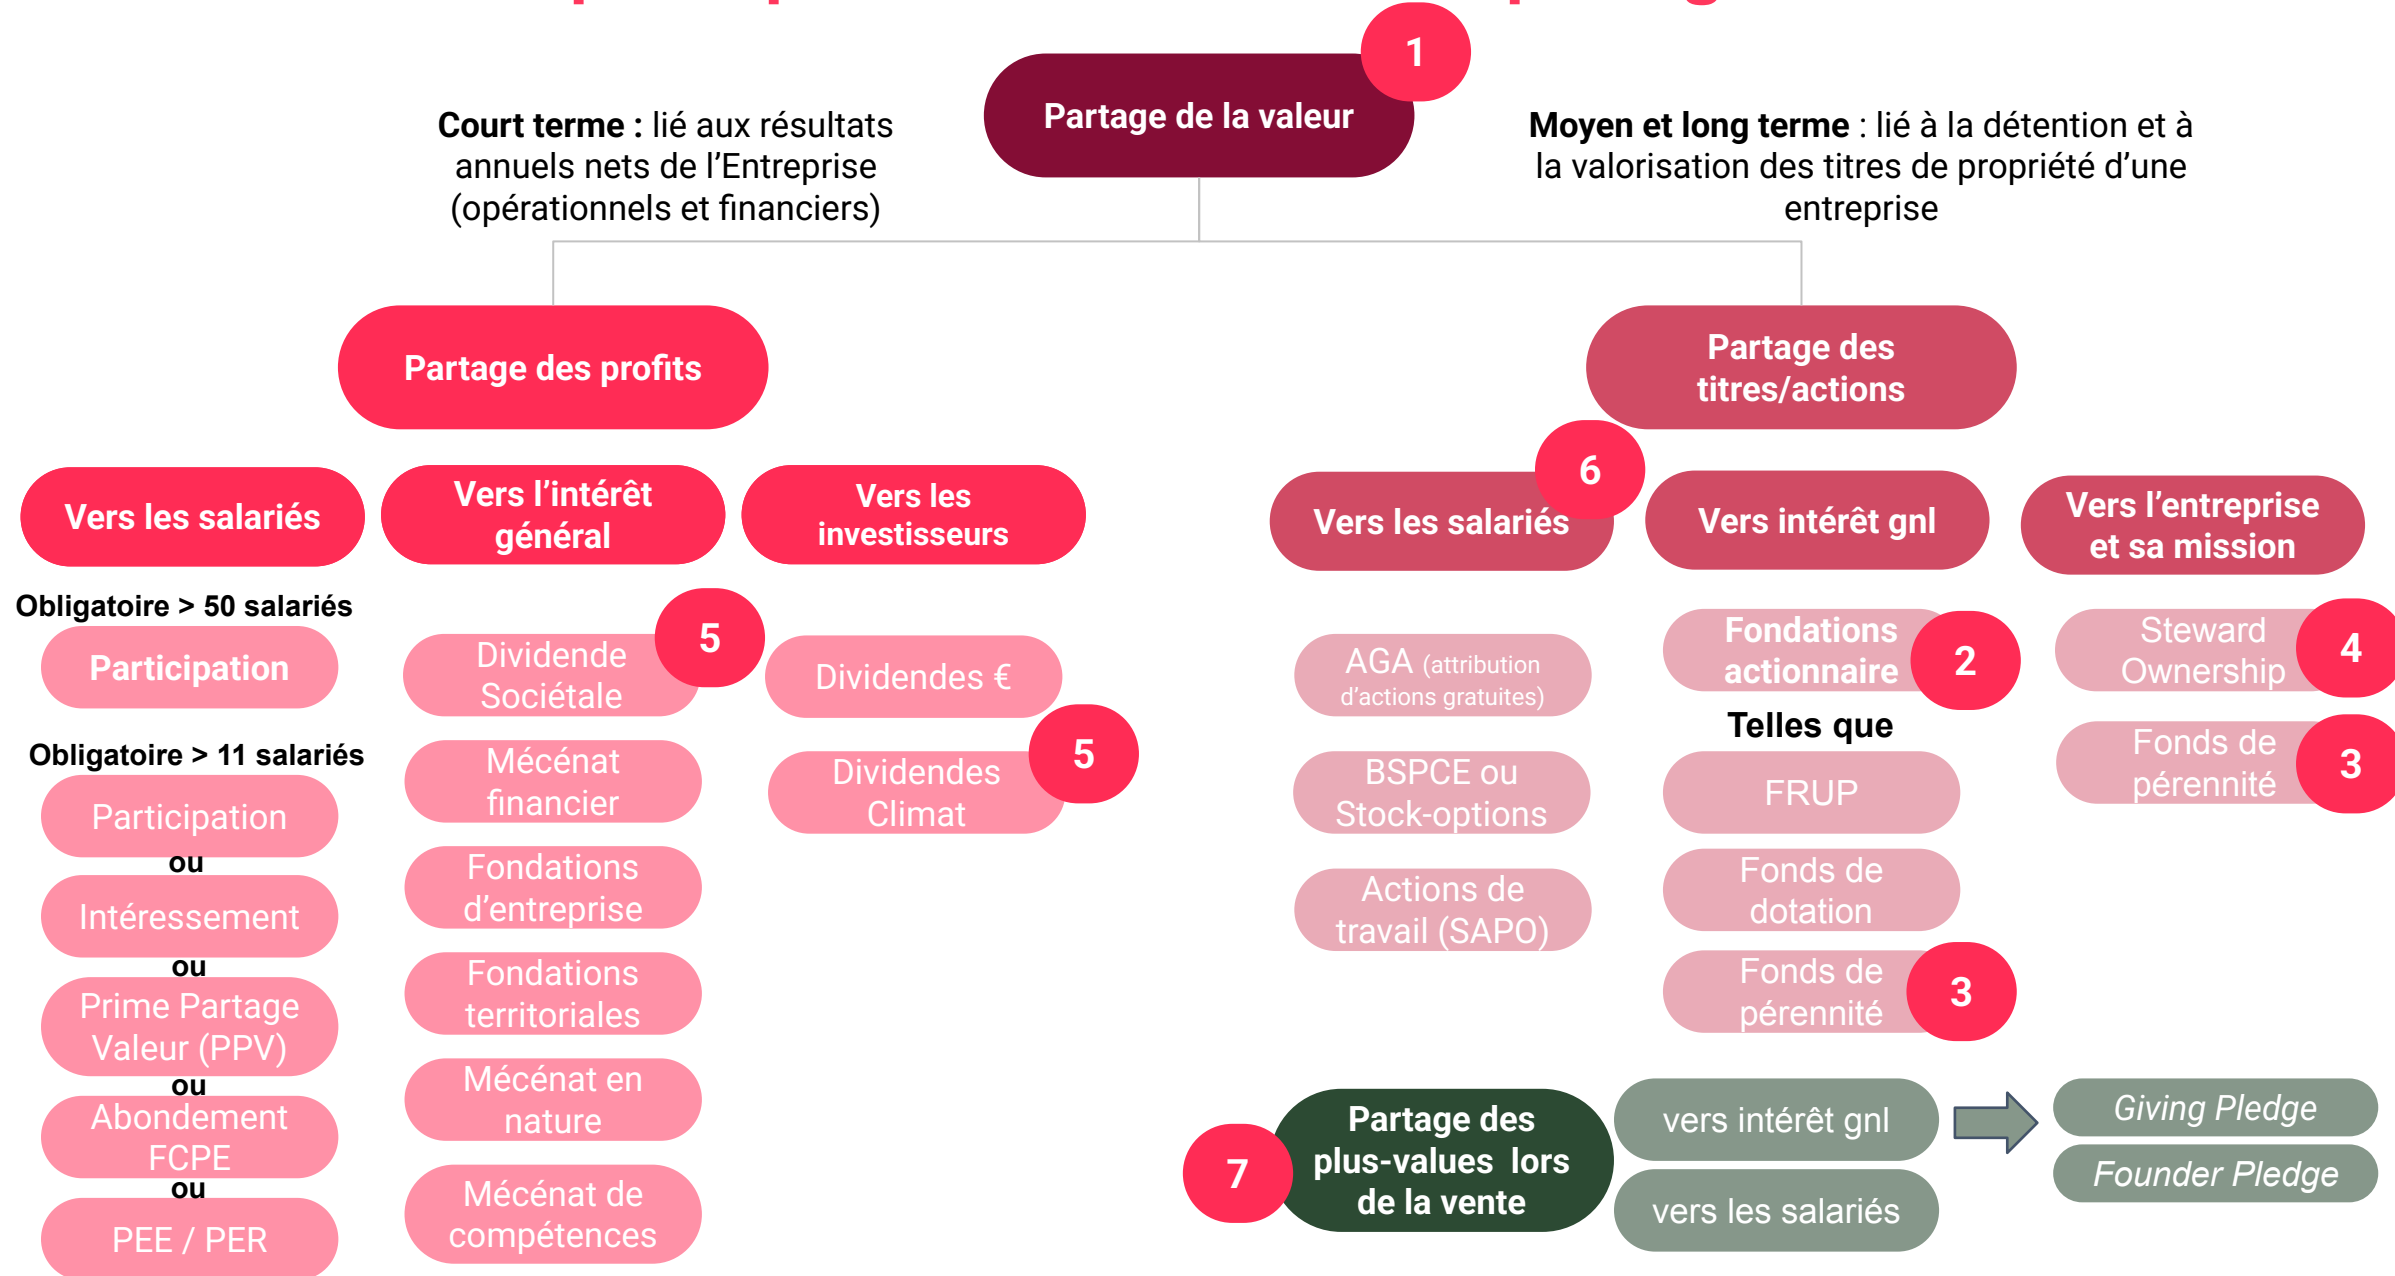 1
Partage de la valeur
Court terme : lié aux résultats
annuels nets de l'Entreprise
(opérationnels et financiers)
Moyen et long terme : lié à la détention et à
la valorisation des titres de propriété d'une
entreprise
Partage des profits
Partage des
titres/actions
Vers les salariés
Vers l'intérêt
général
Vers les
investisseurs
6
Vers les salariés
Vers intérêt gnl
Vers l'entreprise
et sa mission
Obligatoire > 50 salariés
Participation
Obligatoire > 11 salariés
Participation
ou
Intéressement
ou
Prime Partage
Valeur (PPV)
ou
Abondement
FCPE
ou
PEE / PER
5
Dividende
Sociétale
Mécénat
financier
Fondations
d'entreprise
Fondations
territoriales
Mécénat en
nature
Mécénat de
compétences
Dividendes €
5
Dividendes
Climat
AGA (attribution
d'actions gratuites)
BSPCE ou
Stock-options
Actions de
travail (SAPO)
Fondations
actionnaire
2
Telles que
FRUP
Fonds de
dotation
Fonds de
pérennité
3
Steward
Ownership
4
Fonds de
pérennité
3
7
Partage des
plus-values lors
de la vente
vers intérêt gnl
vers les salariés
Giving Pledge
Founder Pledge